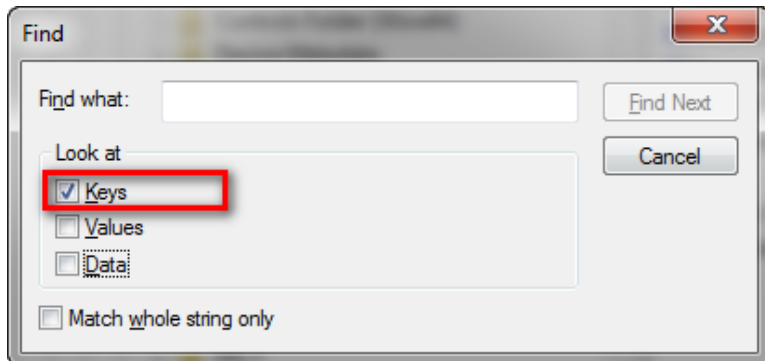 Find
Find what:
Find Next
Look at
Cancel
Keys
Values
Data
Match whole string only